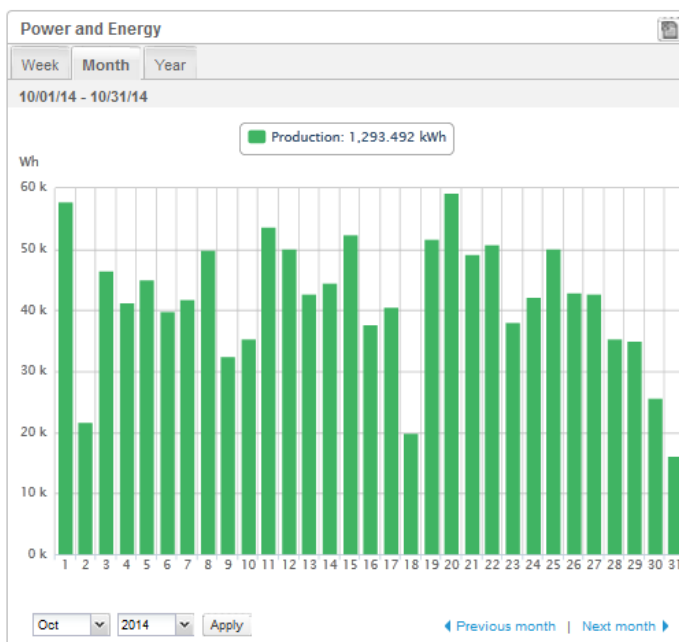 Power and Energy
Week Month Year
10/01/14 - 10/31/14
Production: 1,293.492 kWh
Wh
60 k
50 k
40 k
30 k
20 k
10 k
0 k
1 2 3 4 5 6 7 8 9 10 11 12 13 14 15 16 17 18 19 20 21 22 23 24 25 26 27 28 29 30 31
Oct 2014 Apply Previous month | Next month